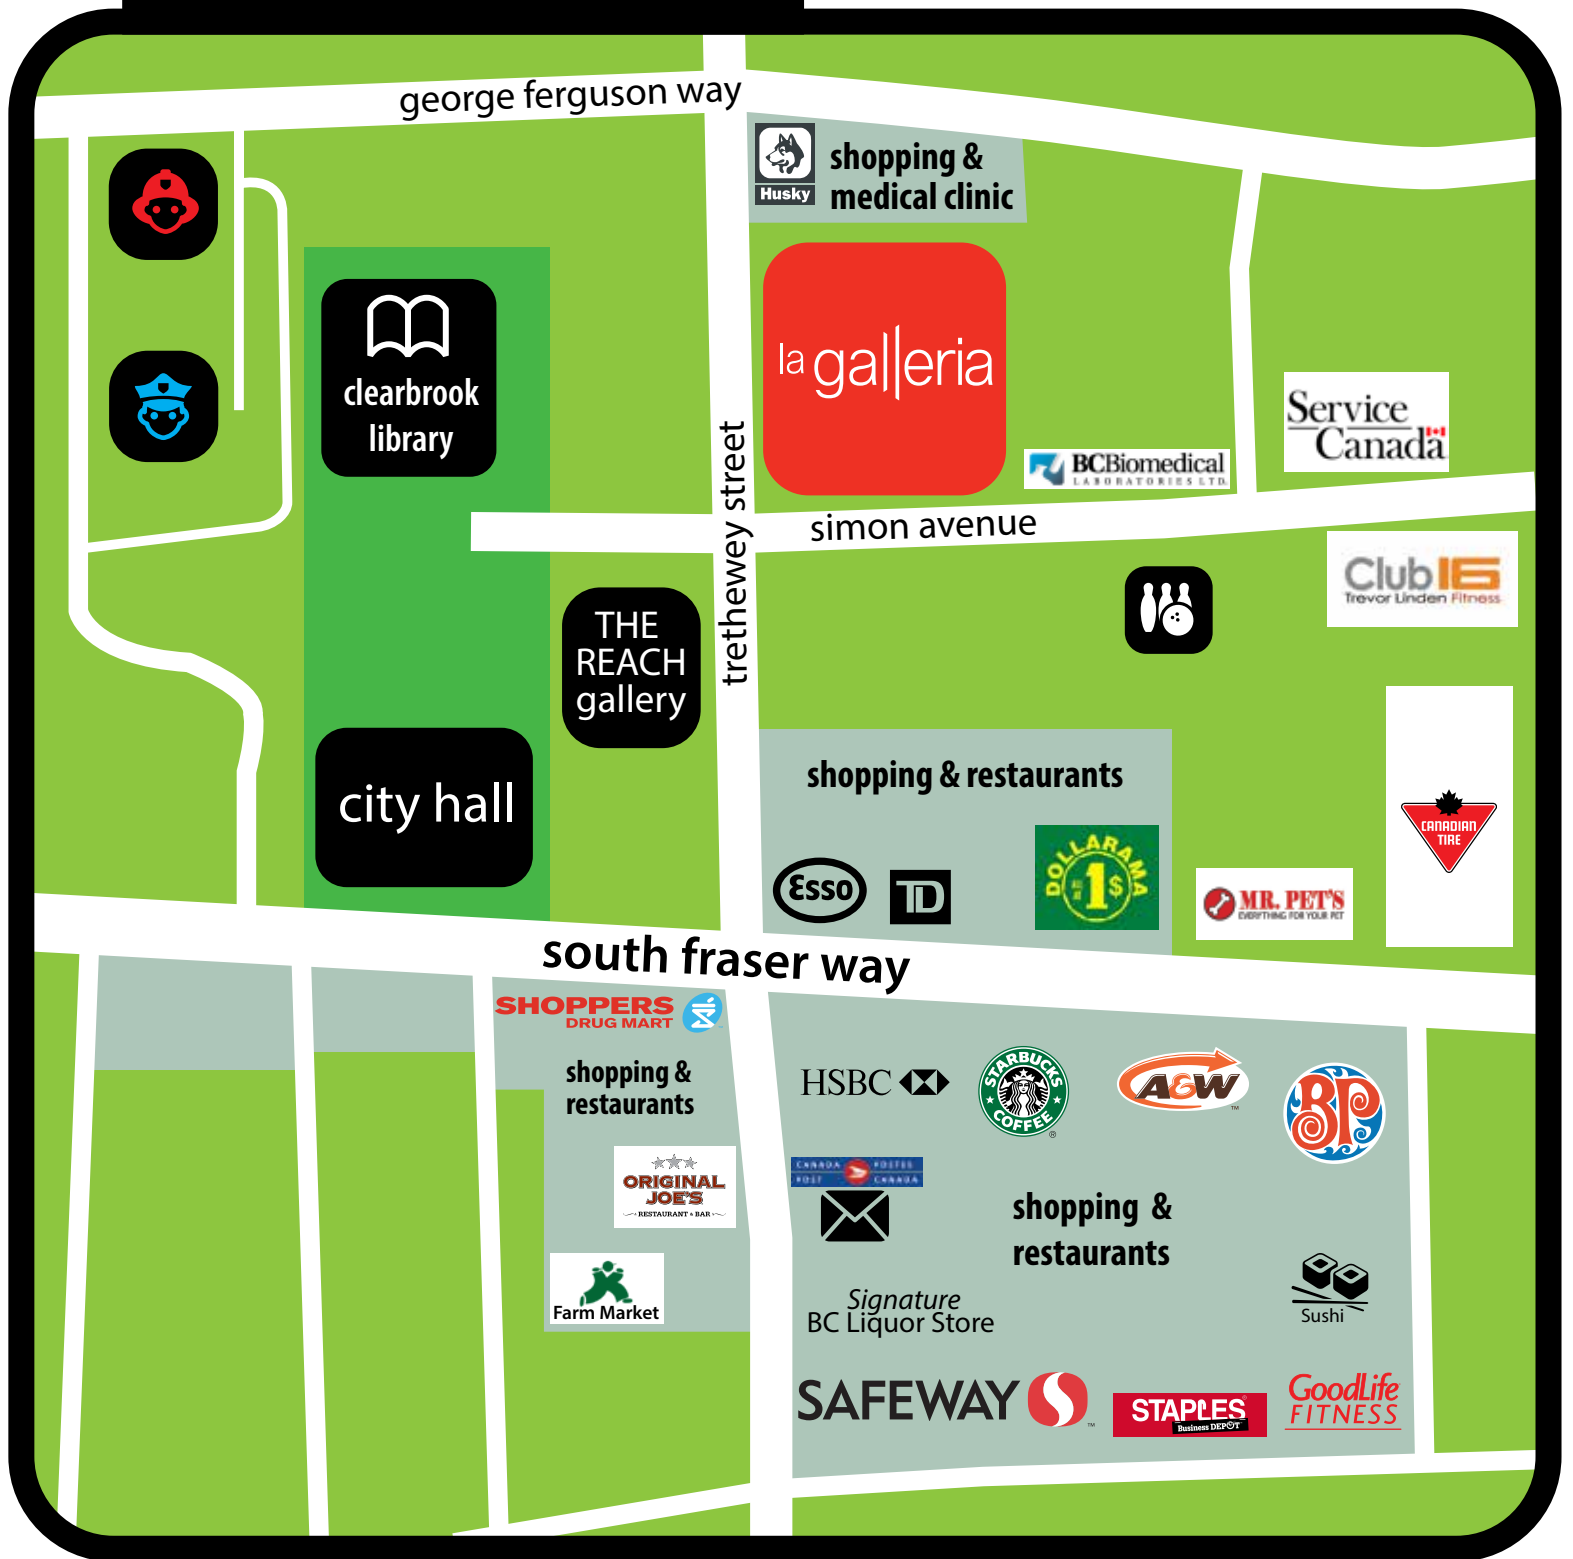 george ferguson way
Husky
shopping &
medical clinic
la galleria
clearbrook
library
trethewey street
BCBiomedical
LABORATORIES LTD.
Service
Canada
simon avenue
Club16
Trevor Linden Fitness
THE
REACH
gallery
city hall
shopping & restaurants
Esso
TD
DOLLARAMA
1$
MR. PET'S
EVERYTHING FOR YOUR PET
CANADIAN
TIRE
south fraser way
SHOPPERS
DRUG MART
shopping &
restaurants
ORIGINAL
JOE'S
RESTAURANT & BAR
Farm Market
HSBC
STARBUCKS
COFFEE
®
A&W
TM
BP
CANADA POSTES
POST CANADA
shopping &
restaurants
Signature
BC Liquor Store
Sushi
SAFEWAY
TM
STAPLES
Business DEPOT
GoodLife
FITNESS